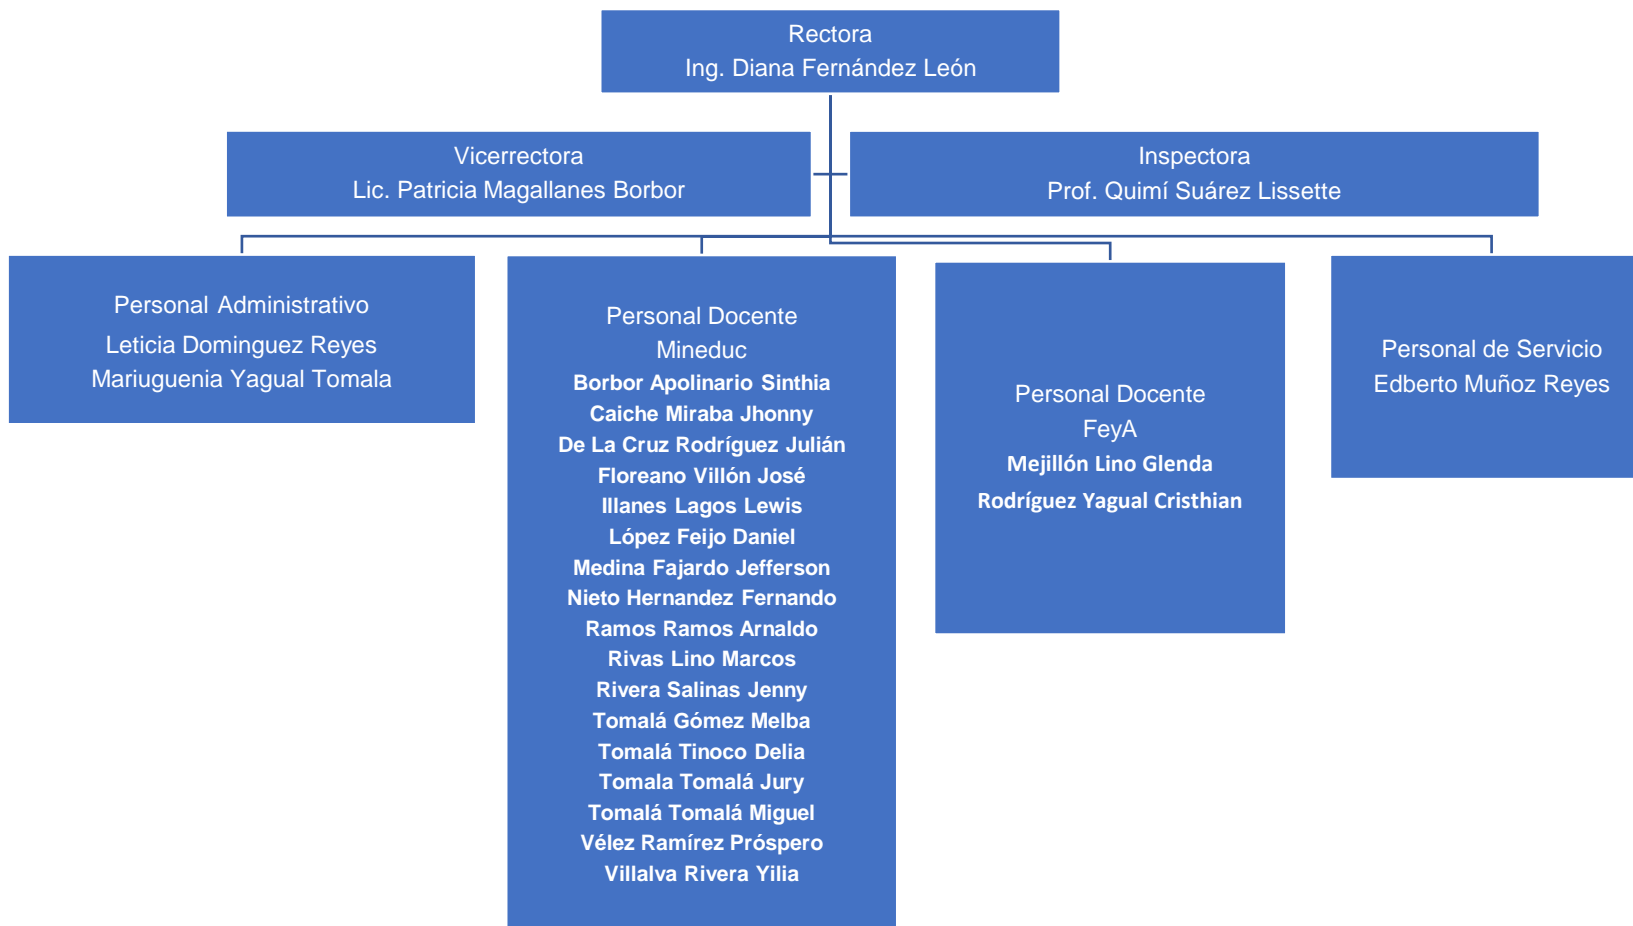 Rectora
Ing. Diana Fernández León
Vicerrectora
Lic. Patricia Magallanes Borbor
Inspectora
Prof. Quimí Suárez Lissette
Personal Administrativo
Leticia Dominguez Reyes
Mariuguenia Yagual Tomala
Personal Docente
Mineduc
Borbor Apolinario Sinthia
Caiche Miraba Jhonny
De La Cruz Rodríguez Julián
Floreano Villón José
Illanes Lagos Lewis
López Feijo Daniel
Medina Fajardo Jefferson
Nieto Hernandez Fernando
Ramos Ramos Arnaldo
Rivas Lino Marcos
Rivera Salinas Jenny
Tomalá Gómez Melba
Tomalá Tinoco Delia
Tomala Tomalá Jury
Tomalá Tomalá Miguel
Vélez Ramírez Próspero
Villalva Rivera Yilia
Personal Docente
FeyA
Mejillón Lino Glenda
Rodríguez Yagual Cristhian
Personal de Servicio
Edberto Muñoz Reyes